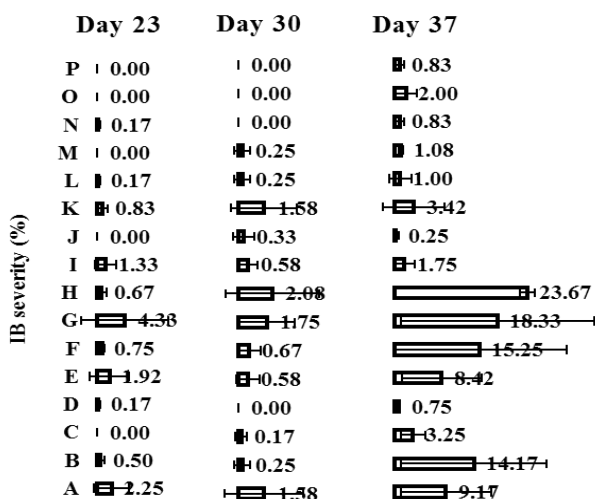 Day 23 Day 30 Day 37
P 0.00 0.00 0.83
O 0.00 0.00 2.00
N 0.17 0.00 0.83
M 0.00 0.25 1.08
L 0.17 0.25 1.00
K 0.83 1.58 3.42
J 0.00 0.33 0.25
I 1.33 0.58 1.75
H 0.67 2.08 23.67
G 4.33 1.75 18.33
F 0.75 0.67 15.25
E 1.92 0.58 8.42
D 0.17 0.00 0.75
C 0.00 0.17 3.25
B 0.50 0.25 14.17
A 2.25 1.58 9.17
IB severity (%)